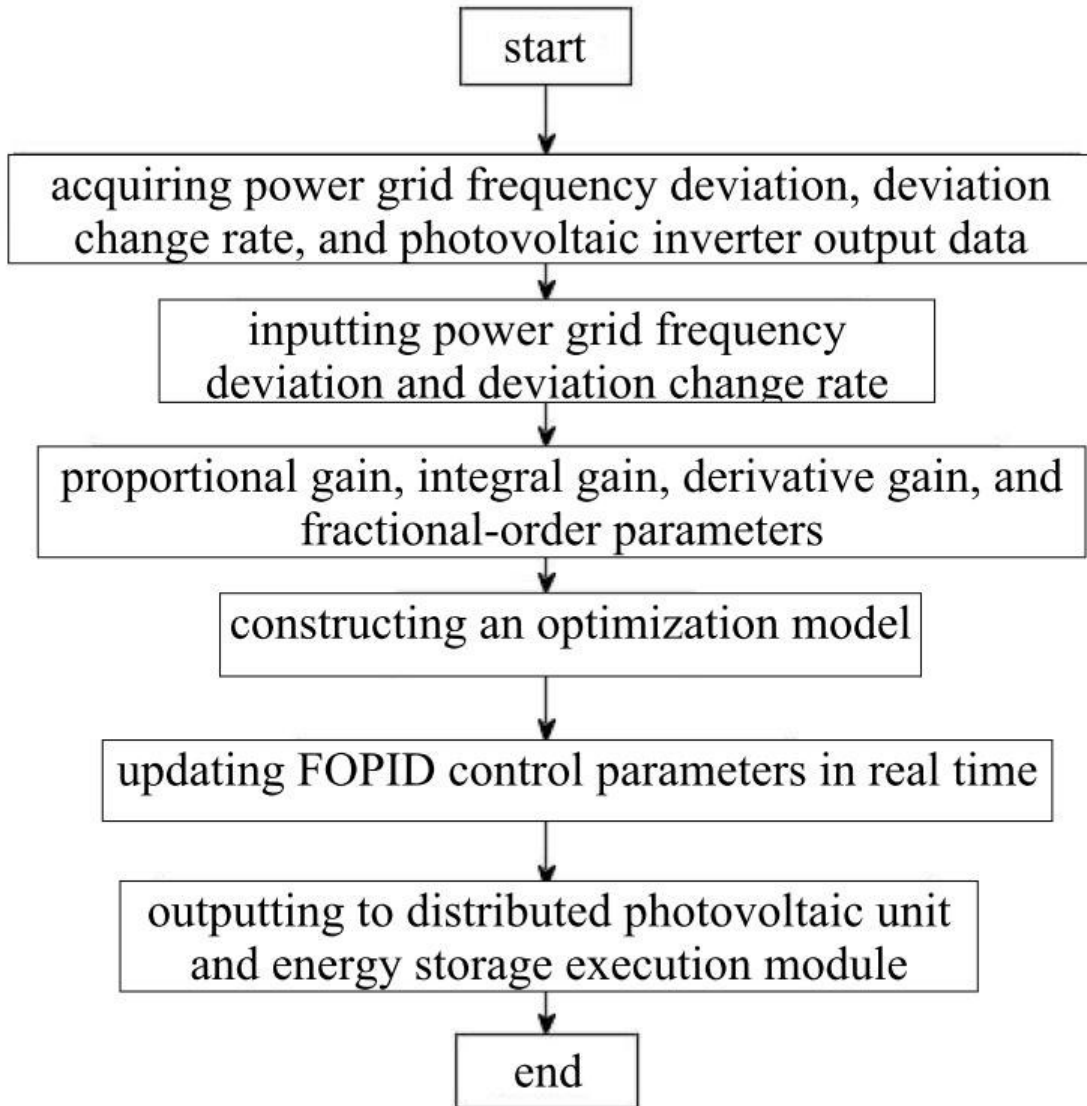 start
acquiring power grid frequency deviation, deviation
change rate, and photovoltaic inverter output data
inputting power grid frequency
deviation and deviation change rate
proportional gain, integral gain, derivative gain, and
fractional-order parameters
constructing an optimization model
updating FOPID control parameters in real time
outputting to distributed photovoltaic unit
and energy storage execution module
end